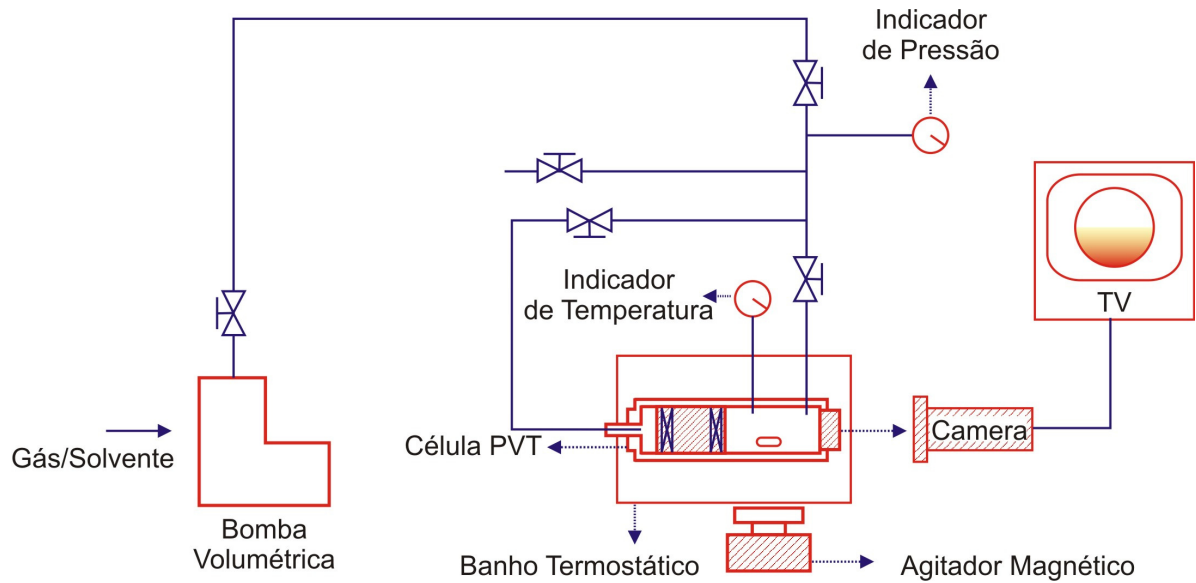 Indicador
de Pressão
Indicador
de Temperatura
TV
Gás/Solvente
Célula PVT
Camera
Bomba
Volumétrica
Banho Termostático
Agitador Magnético